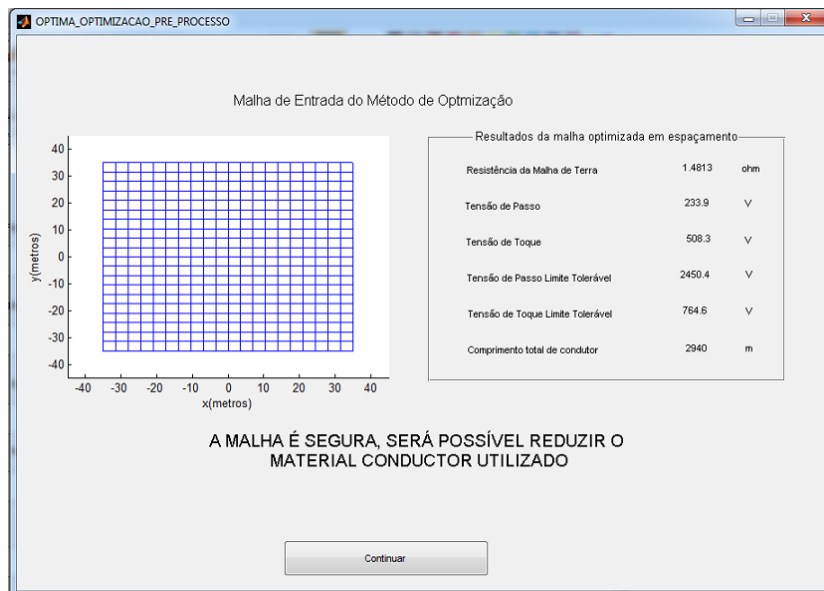 OPTIMA_OPTIMIZACAO_PRE_PROCESSO
Malha de Entrada do Método de Optmização
40
30
20
10
0
-10
-20
-30
-40
y(metros)
-40 -30 -20 -10 0 10 20 30 40
x(metros)
Resultados da malha optimizada em espaçamento
Resistência da Malha de Terra 1.4813 ohm
Tensão de Passo 233.9 V
Tensão de Toque 508.3 V
Tensão de Passo Limite Tolerável 2450.4 V
Tensão de Toque Limite Tolerável 764.6 V
Comprimento total de condutor 2940 m
A MALHA É SEGURA, SERÁ POSSÍVEL REDUZIR O
MATERIAL CONDUCTOR UTILIZADO
Continuar